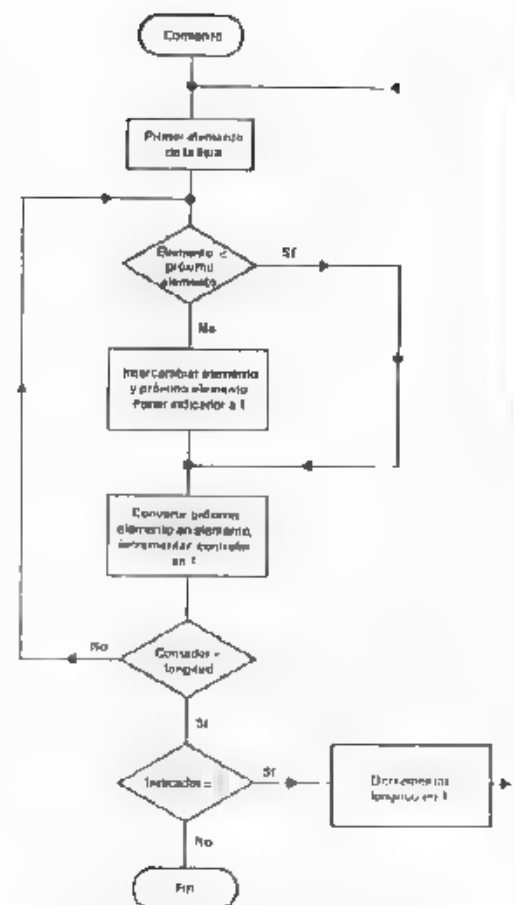 Comienzo
Primer elemento
de la lista
Elemento <
próximo
elemento
Sí
No
Intercambiar elemento
y próximo elemento
Poner indicador a 1
Convertir próximo
elemento en elemento,
incrementar contador
en 1
No
Contador =
longitud
Sí
Indicador =
Sí
Decrementar
longitud en 1
No
Fin